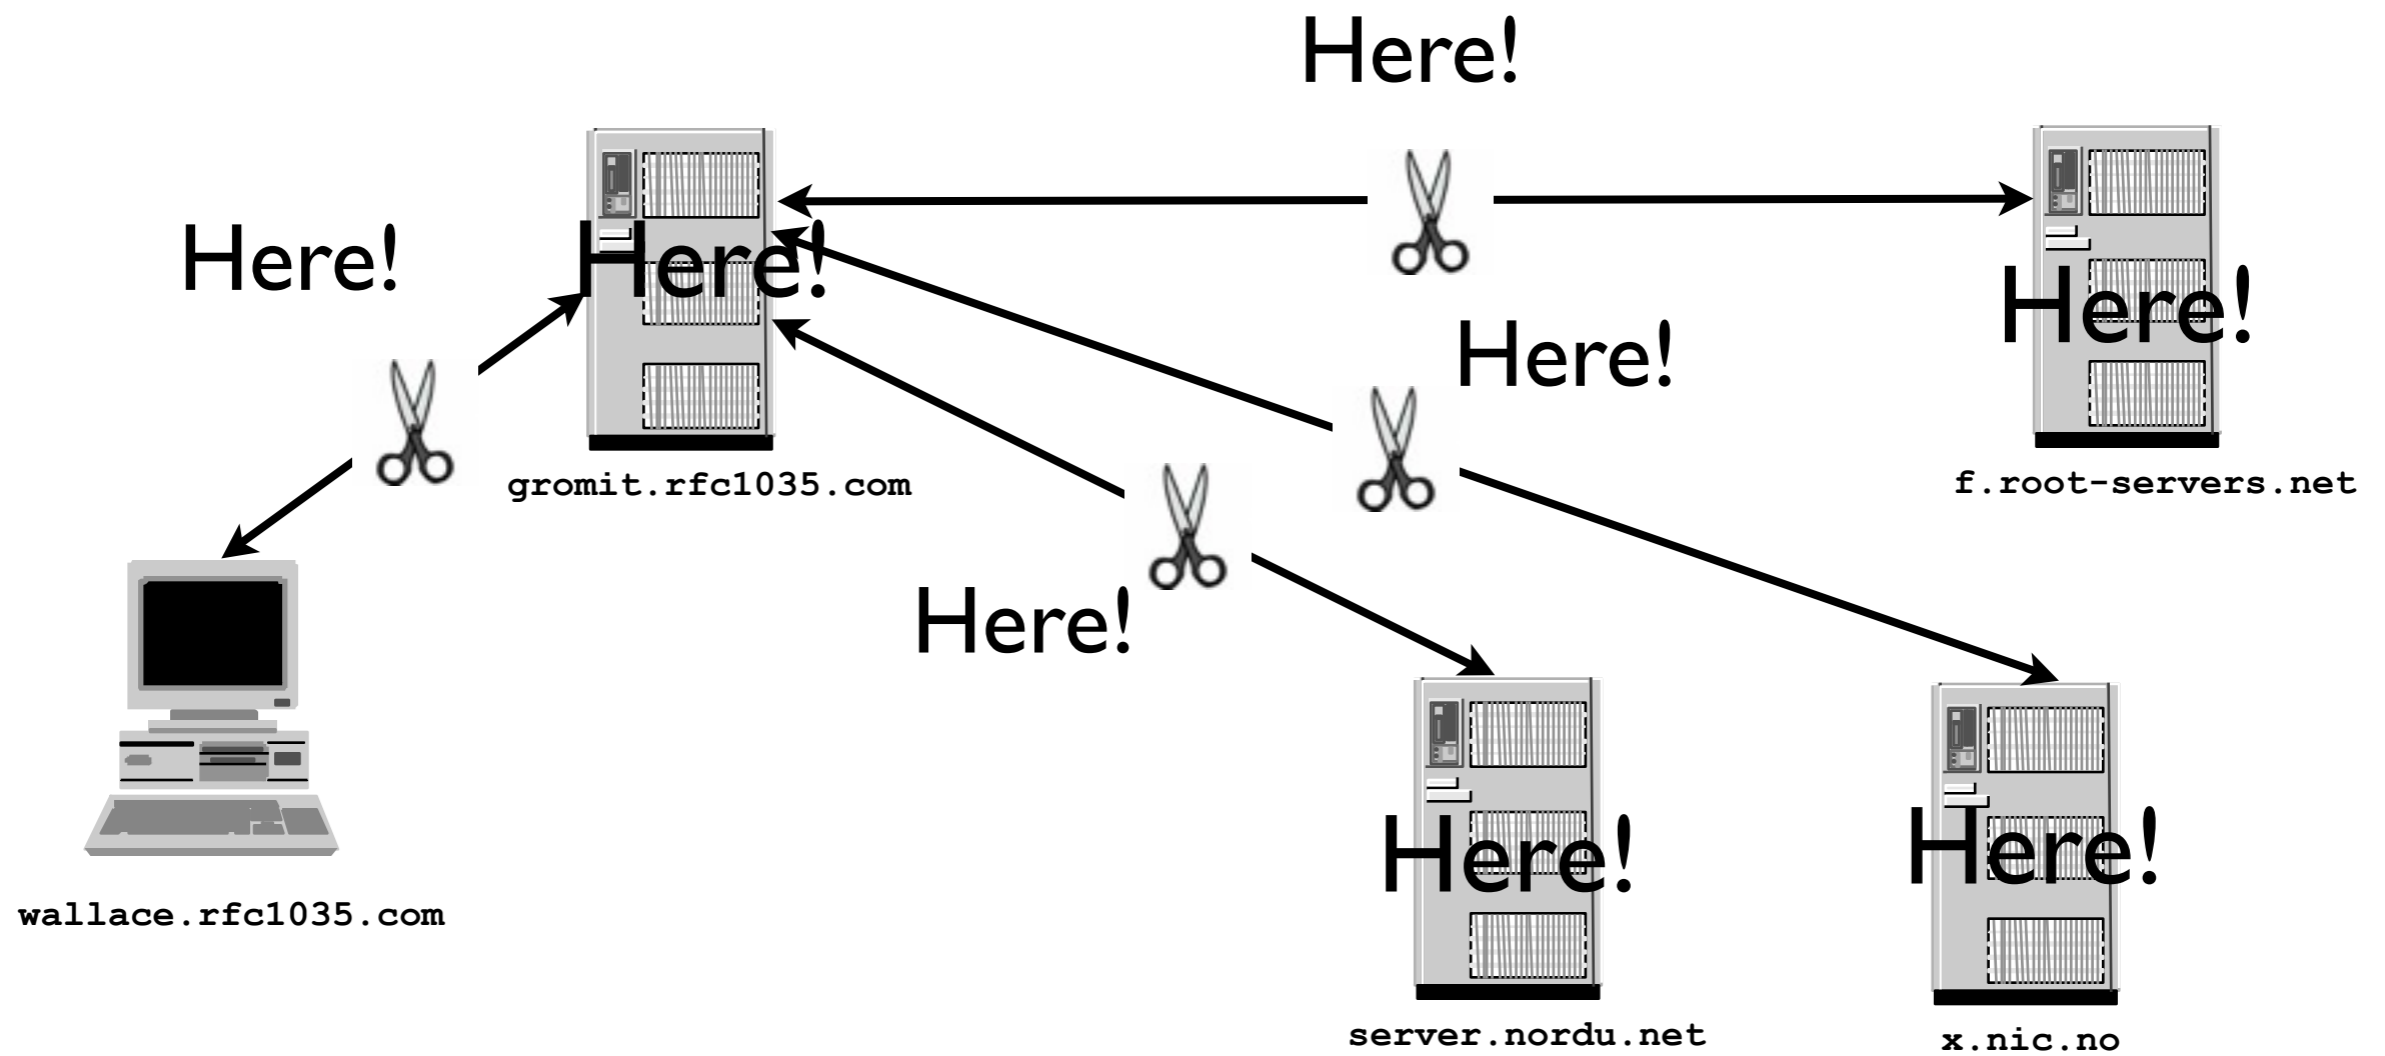 Here!
Here!
Here!
Here!
Here!
gromit.rfc1035.com
f.root-servers.net
Here!
wallace.rfc1035.com
Here!
Here!
server.nordu.net
x.nic.no